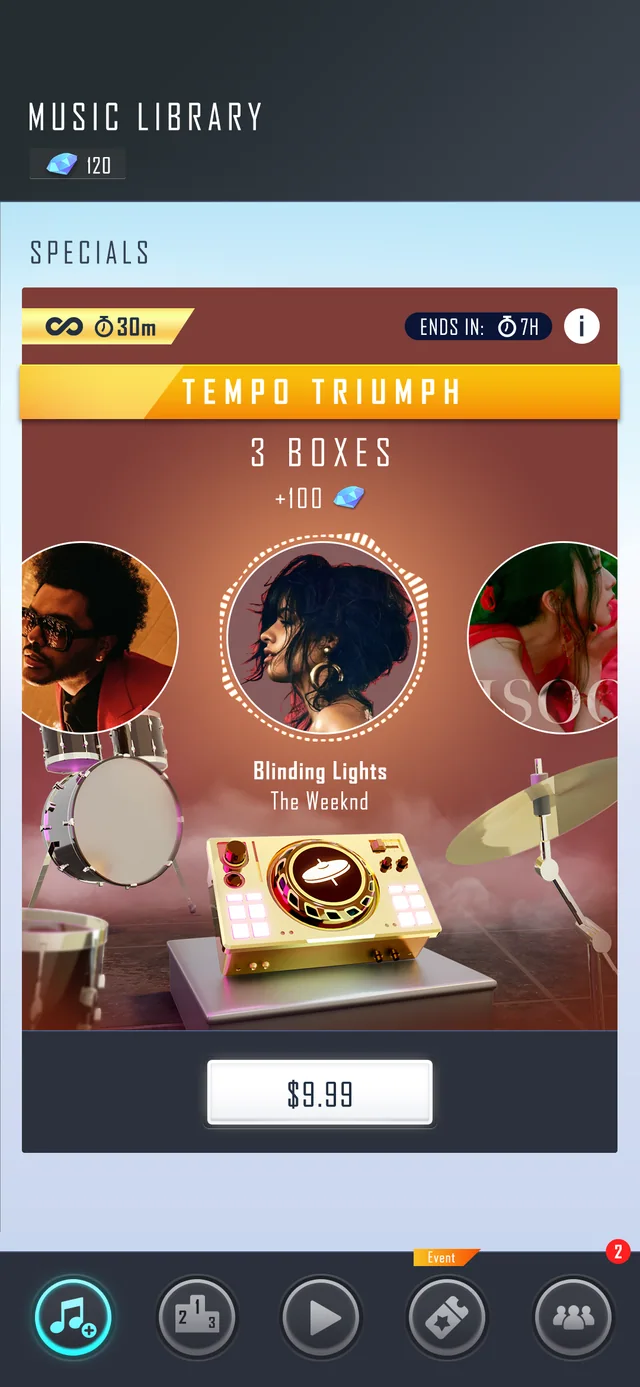 MUSIC LIBRARY
120
SPECIALS
30m
ENDS IN: 7H
i
TEMPO TRIUMPH
3 BOXES
+100
ISOO
Blinding Lights
The Weeknd
$9.99
Event
2
2 1 3